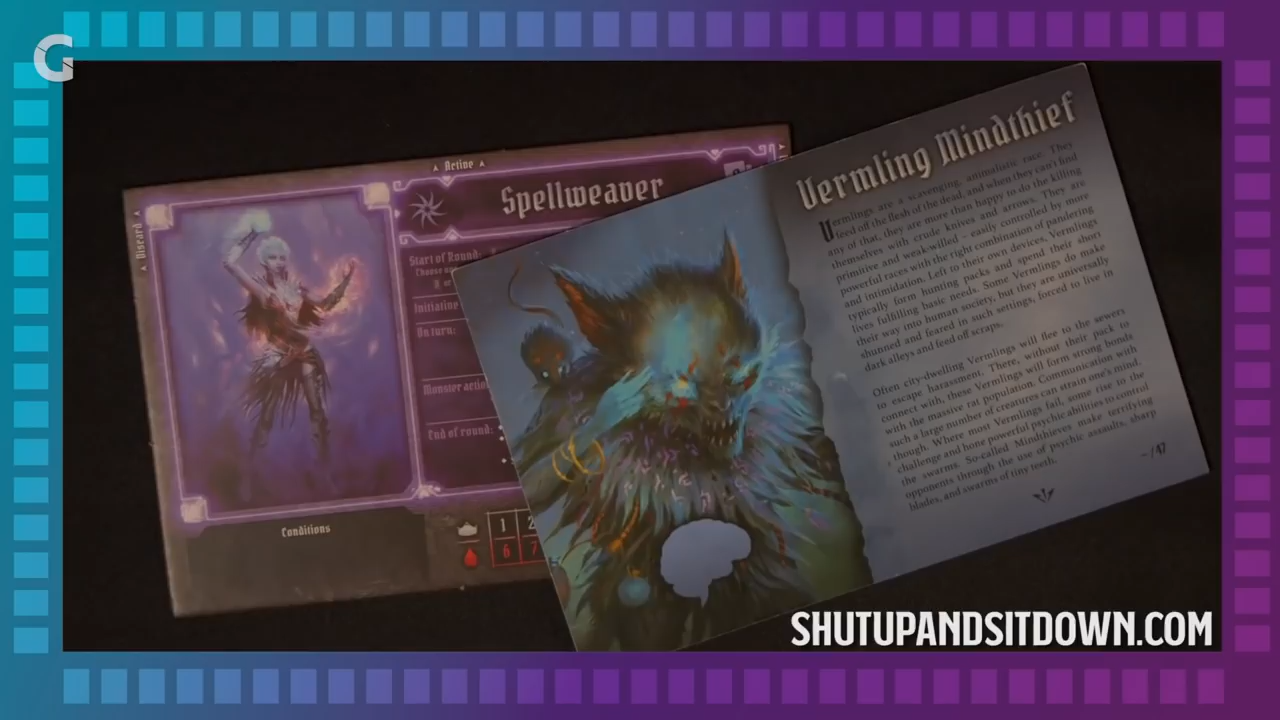 G
Active
Discard
Spellweaver
Start of Round:
Initiative
On turn:
Monster action
End of round:
Conditions
1 2
6 7
Vermling Mindthief
Vermlings are a scavenging, animalistic race. They
feed off the flesh of the dead, and when they can't find
any of that, they are more than happy to do the killing
themselves with crude knives and arrows. They are
primitive and weak-willed – easily controlled by more
powerful races with the right combination of pandering
and intimidation. Left to their own devices, Vermlings
typically form hunting packs and spend their short
lives fulfilling basic needs. Some Vermlings do make
their way into human society, but they are universally
shunned and feared in such settings, forced to live in
dark alleys and feed off scraps.
Often city-dwelling Vermlings will flee to the sewers
to escape harassment. There, without their pack to
connect with, these Vermlings will form strong bonds
with the massive rat population. Communication with
such a large number of creatures can strain one's mind,
though. Where most Vermlings fail, some rise to the
challenge and hone powerful psychic abilities to control
the swarms. So-called Mindthieves make terrifying
opponents through the use of psychic assaults, sharp
blades, and swarms of tiny teeth.
SHUTUPANDSITDOWN.COM